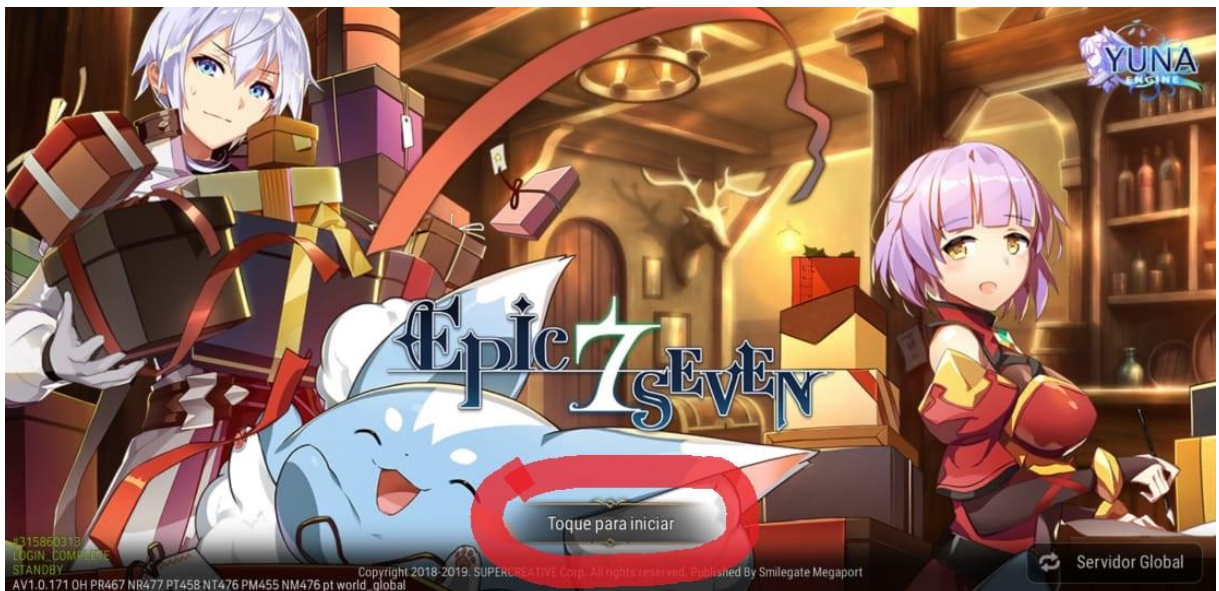 YUNA
ENGINE
EPIC 7 SEVEN
Toque para iniciar
#315860313
LOGIN_COMPLETE
STANDBY
Copyright 2018-2019. SUPERCREATIVE Corp. All rights reserved. Published By Smilegate Megaport
AV1.0.171 OH PR467 NR477 PT458 NT476 PM455 NM476 pt world_global
Servidor Global